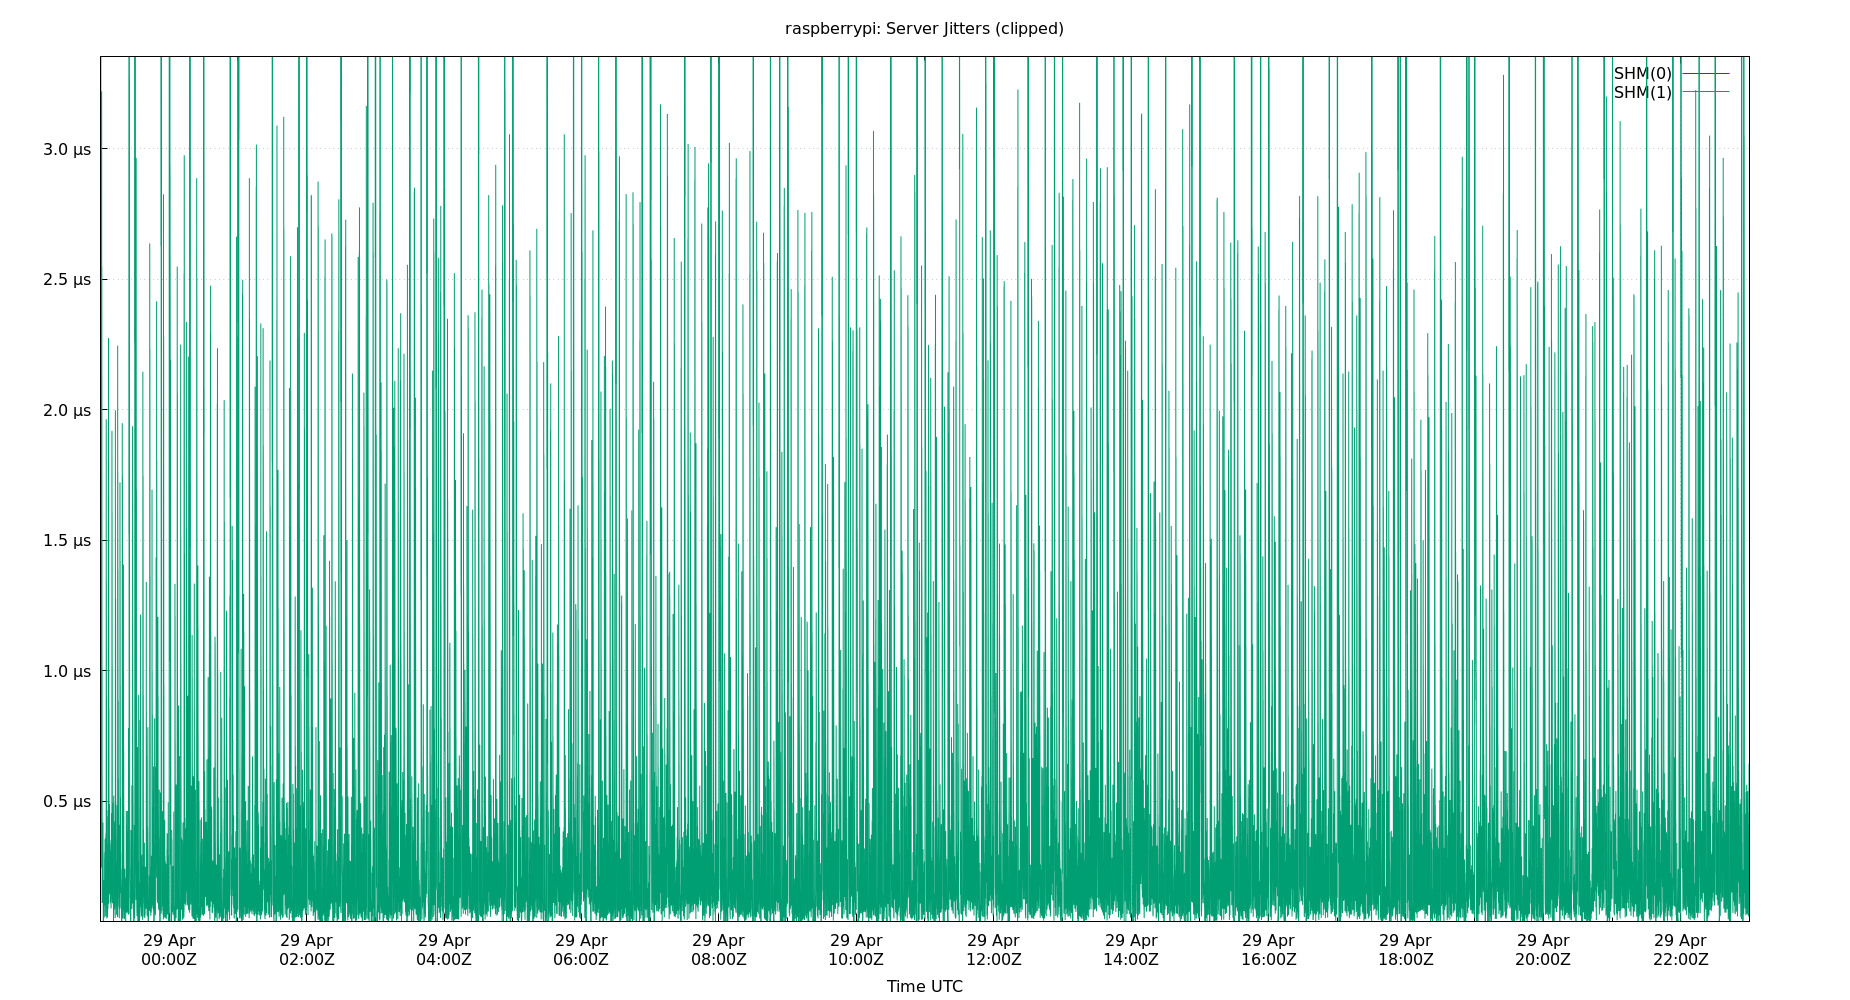 raspberrypi: Server Jitters (clipped)
SHM(0)
SHM(1)
3.0 µs
2.5 µs
2.0 µs
1.5 µs
1.0 µs
0.5 µs
29 Apr 29 Apr 29 Apr 29 Apr 29 Apr 29 Apr 29 Apr 29 Apr 29 Apr 29 Apr 29 Apr 29 Apr
00:00Z 02:00Z 04:00Z 06:00Z 08:00Z 10:00Z 12:00Z 14:00Z 16:00Z 18:00Z 20:00Z 22:00Z
Time UTC